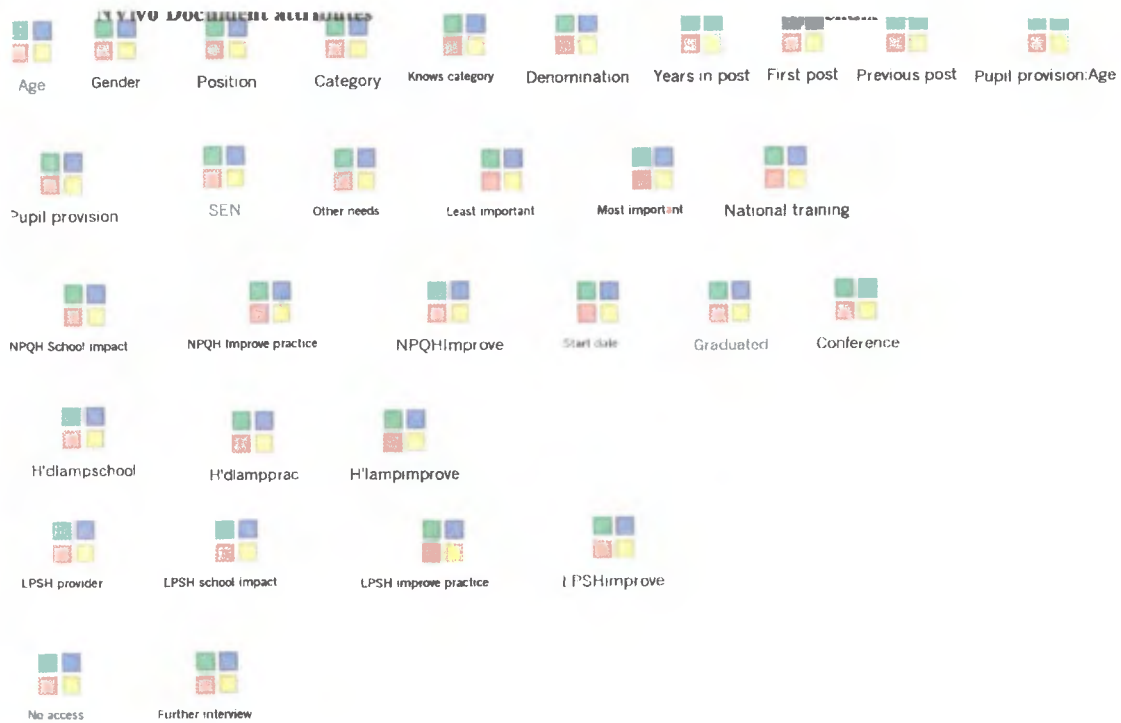 NVivo Document attributes
Age Gender Position Category Knows category Denomination Years in post First post Previous post Pupil provision:Age
Pupil provision SEN Other needs Least important Most important National training
NPQH School impact NPQH Improve practice NPQHImprove Start date Graduated Conference
H'dlampschool H'dlampprac H'lampimprove
LPSH provider LPSH school impact LPSH improve practice LPSHimprove
No access Further interview